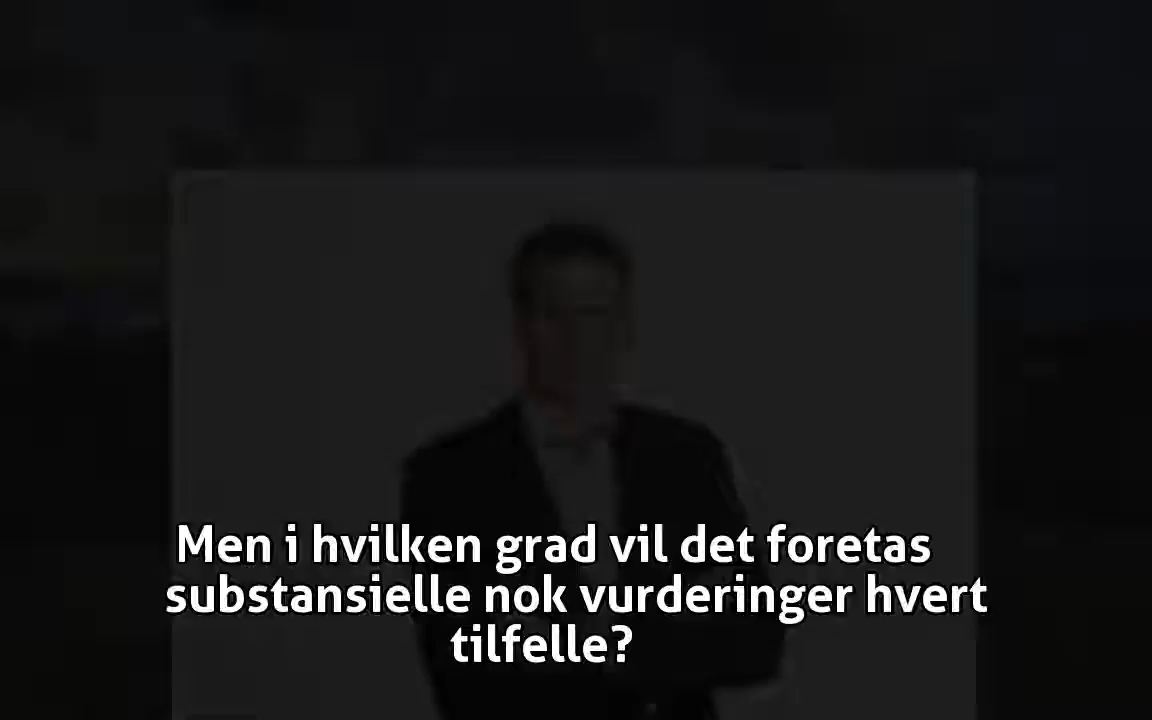 Men i hvilken grad vil det foretas
substansielle nok vurderinger hvert
tilfelle?